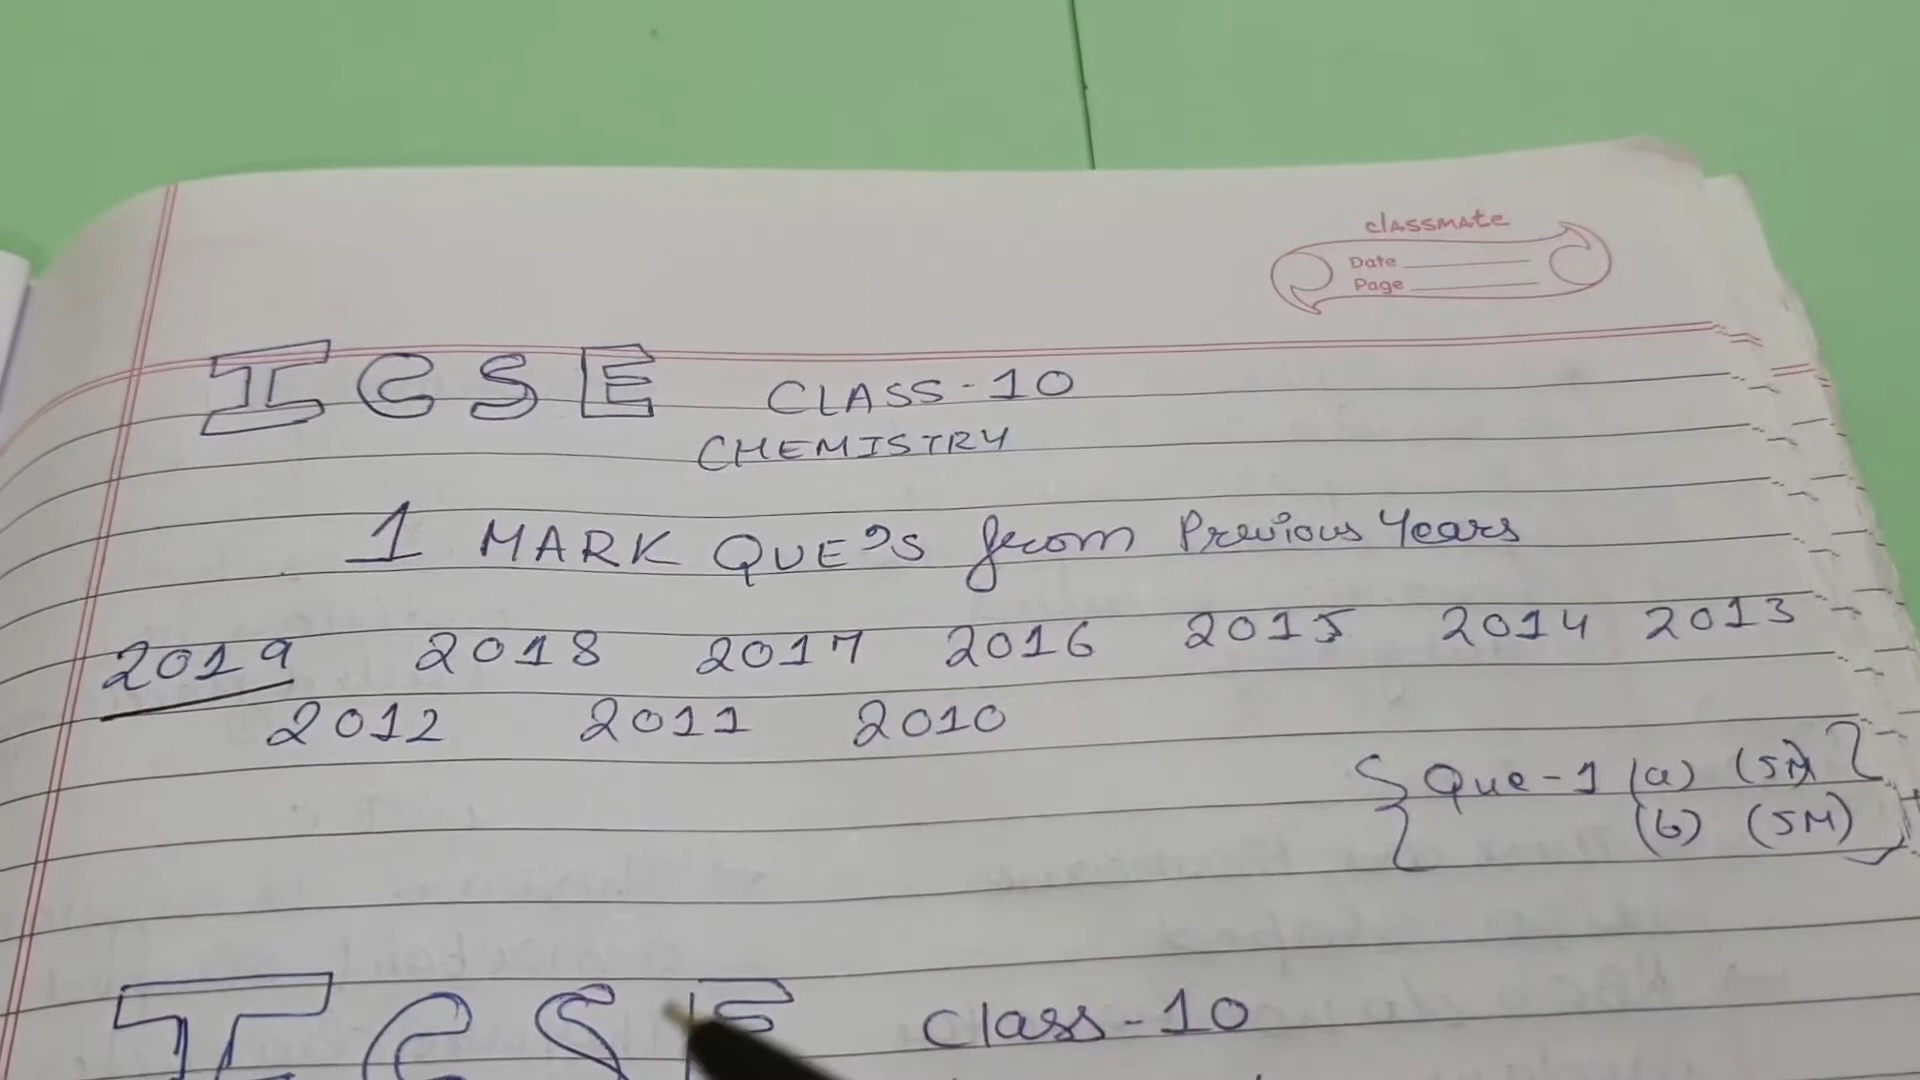 classmate
Date
Page
ICSE CLASS-10
CHEMISTRY
1 MARK QUE's from Previous Years
2019 2018 2017 2016 2015 2014 2013
2012 2011 2010
{ Que-1 (a) (5M) }
(b) (5M)
ICSE Class-10